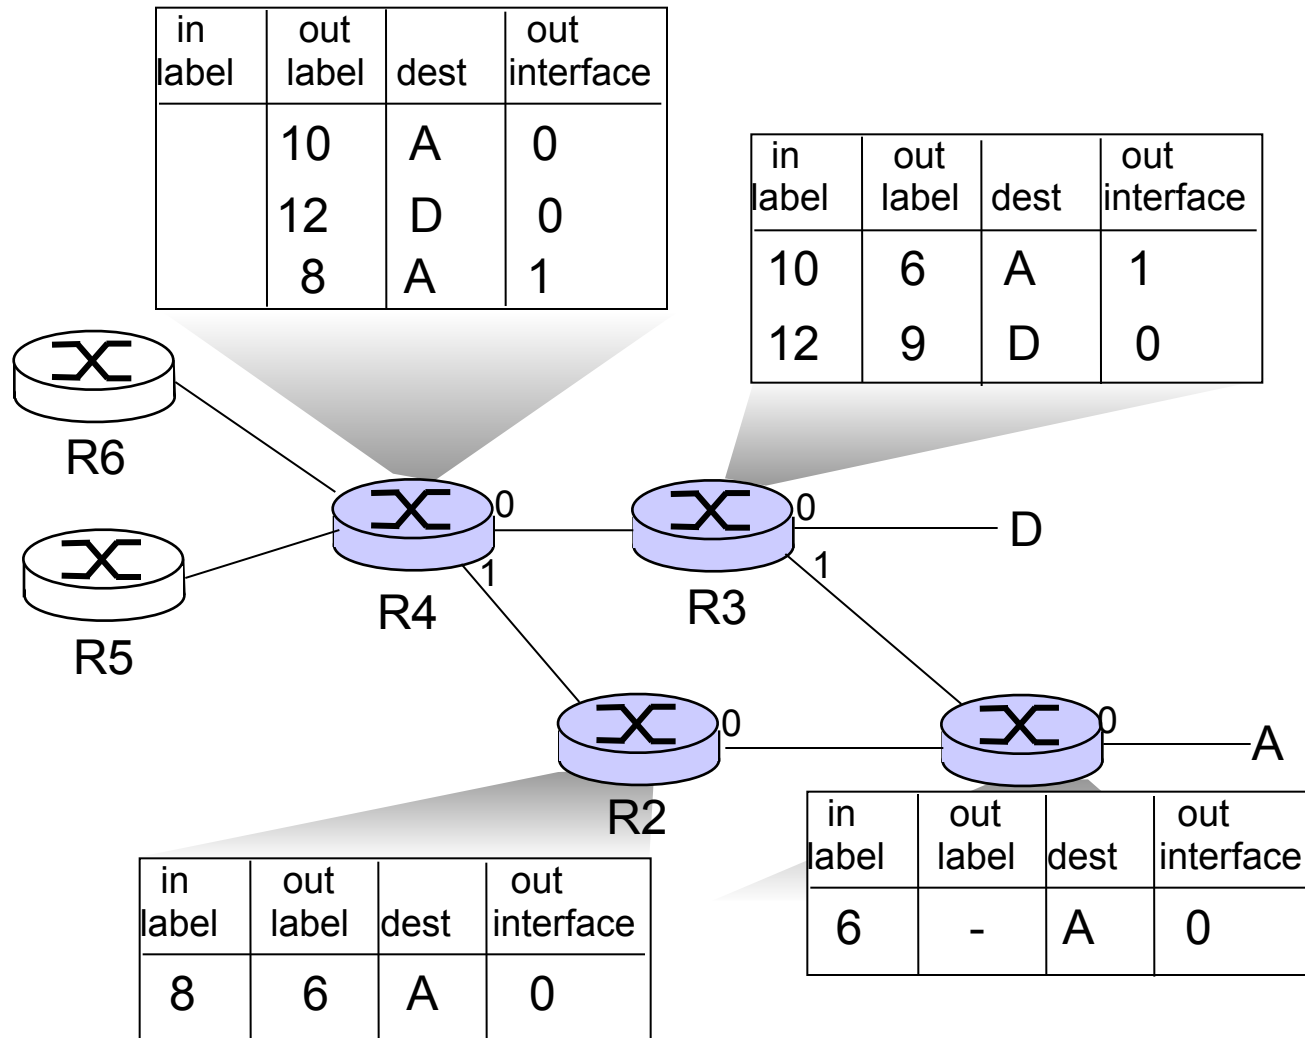 in out out
label label dest interface
10 A 0
12 D 0
8 A 1
in out out
label label dest interface
10 6 A 1
12 9 D 0
R6
0
0
D
1
1
R4
R3
R5
0
0
A
R2
in out out
label label dest interface
6 - A 0
in out out
label label dest interface
8 6 A 0